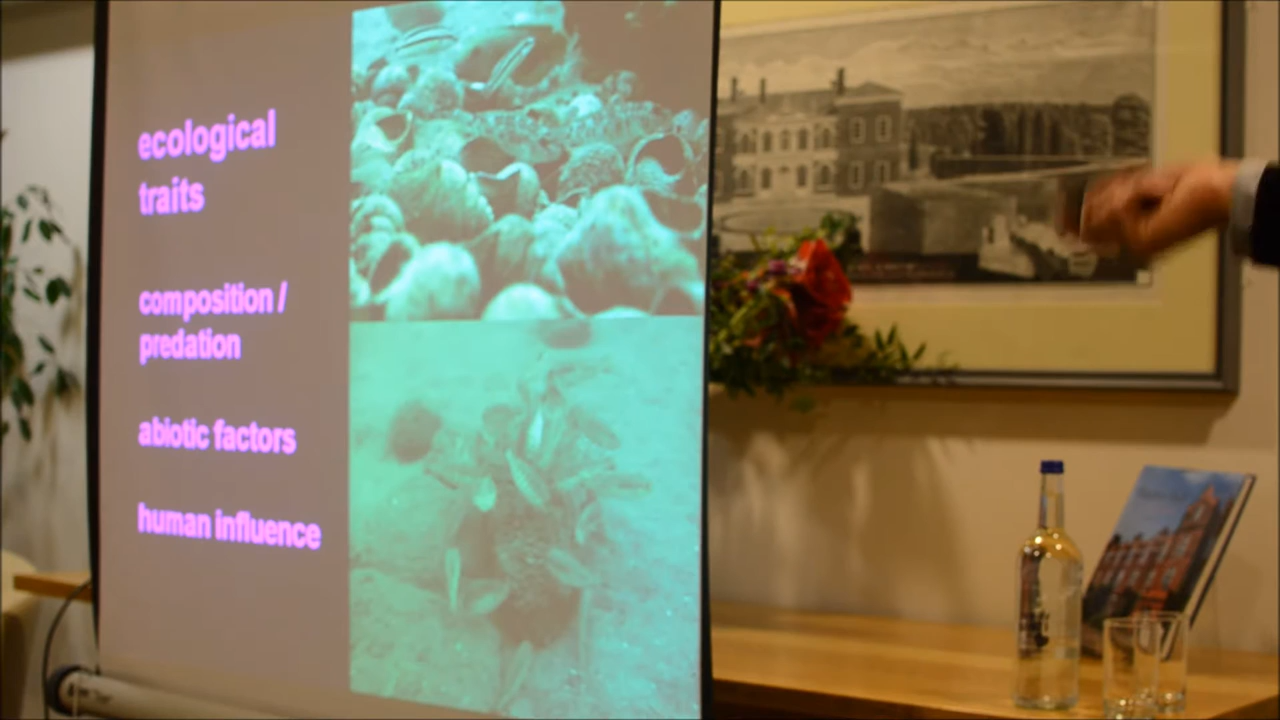 ecological
traits
composition /
predation
abiotic factors
human influence